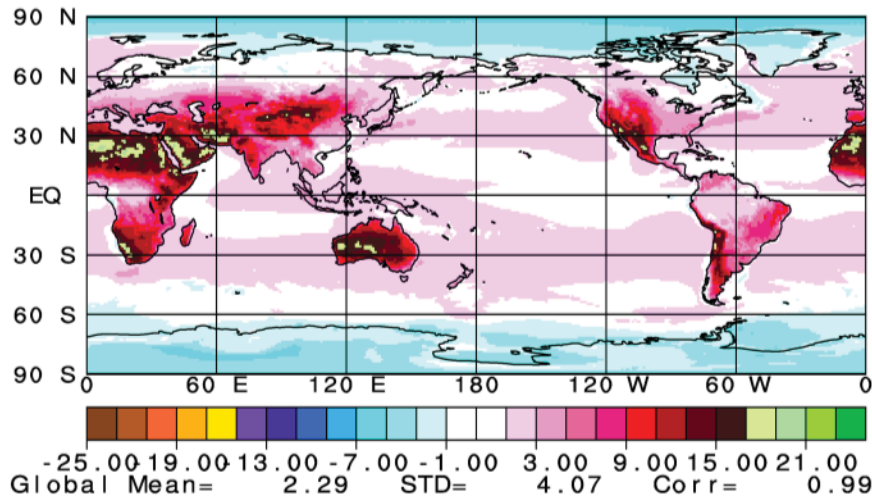 90 N
60 N
30 N
EQ
30 S
60 S
90 S
0 60 E 120 E 180 120 W 60 W 0
-25.00 -19.00 -13.00 -7.00 -1.00 3.00 9.00 15.00 21.00
Global Mean= 2.29 STD= 4.07 Corr= 0.99